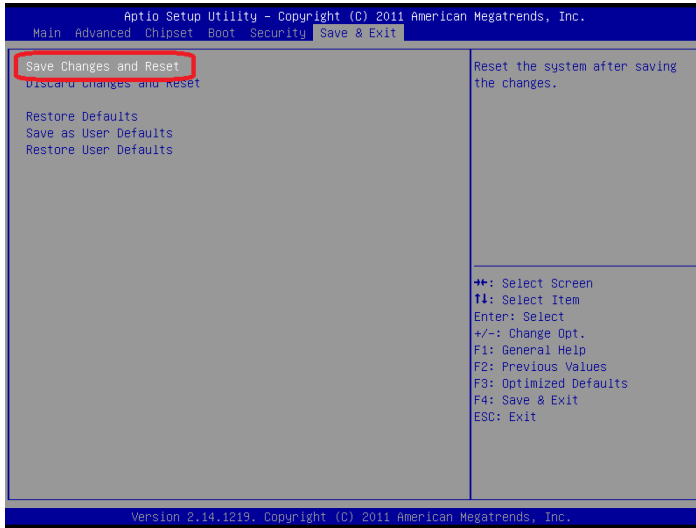 Aptio Setup Utility – Copyright (C) 2011 American Megatrends, Inc.
Main Advanced Chipset Boot Security Save & Exit
Save Changes and Reset
Discard Changes and Reset
Restore Defaults
Save as User Defaults
Restore User Defaults
Reset the system after saving
the changes.
→←: Select Screen
↑↓: Select Item
Enter: Select
+/-: Change Opt.
F1: General Help
F2: Previous Values
F3: Optimized Defaults
F4: Save & Exit
ESC: Exit
Version 2.14.1219. Copyright (C) 2011 American Megatrends, Inc.